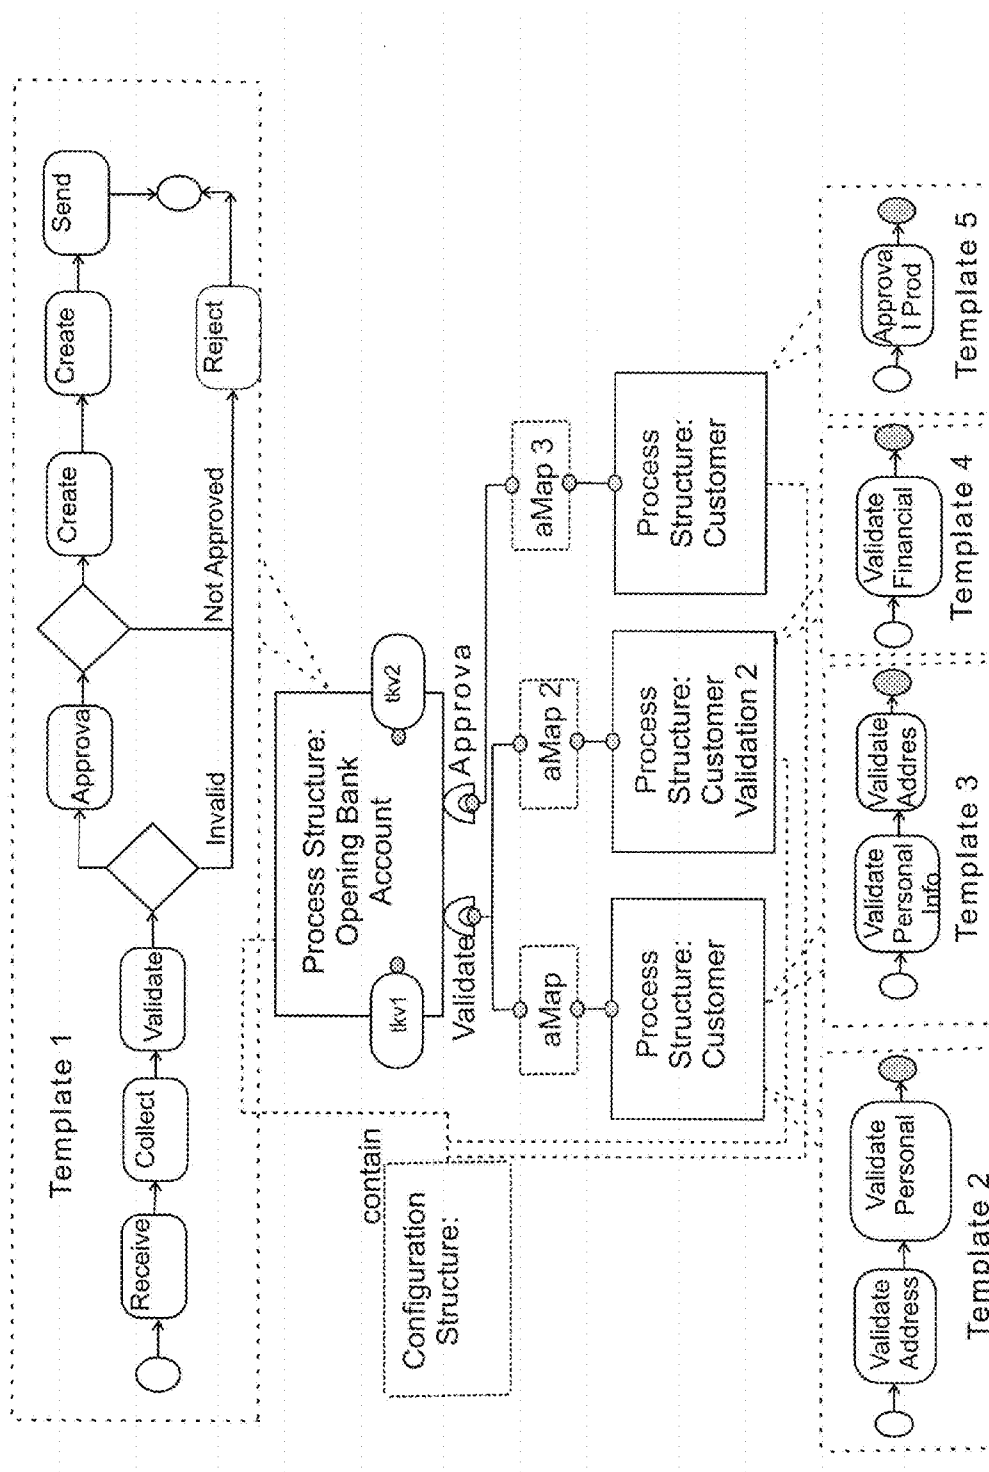 Template 1
Receive
Collect
Validate
Approva
Create
Create
Send
Invalid
Not Approved
Reject
contain
Configuration
Structure:
Process Structure:
Opening Bank
Account
tkv1
tkv2
Validate
Approva
aMap
aMap 2
aMap 3
Process
Structure:
Customer
Process
Structure:
Customer
Validation 2
Process
Structure:
Customer
Validate
Address
Validate
Personal
Template 2
Validate
Personal
Info
Validate
Addres
Template 3
Validate
Financial
Template 4
Approva
l Prod
Template 5